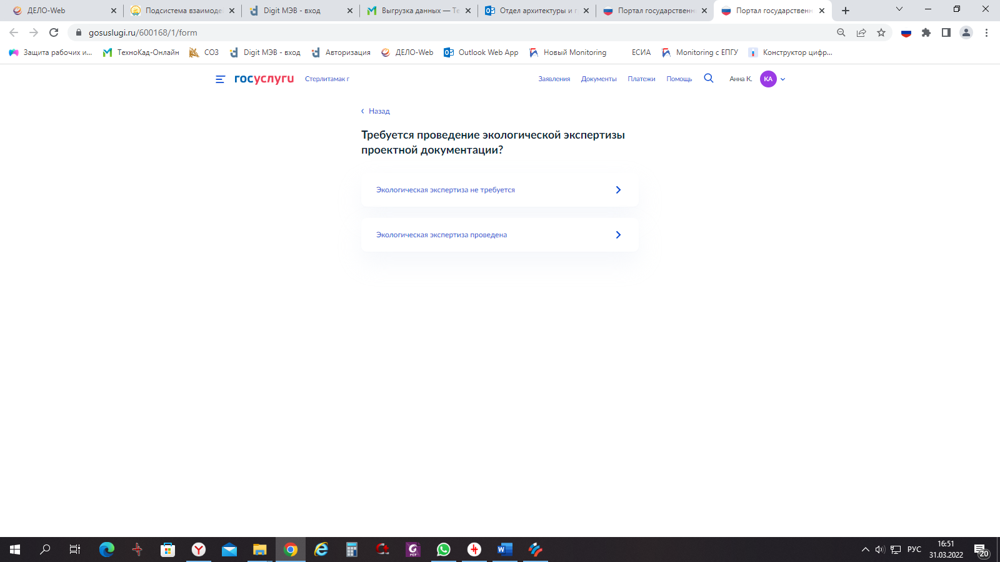 ДЕЛО-Web
Подсистема взаимоде
Digit МЭВ - вход
Выгрузка данных — Те
Отдел архитектуры и г
Портал государственн
Портал государственн
gosuslugi.ru/600168/1/form
Защита рабочих и...
ТехноКад-Онлайн
СОЗ
Digit МЭВ - вход
Авторизация
ДЕЛО-Web
Outlook Web App
Новый Monitoring
ЕСИА
Monitoring с ЕПГУ
Конструктор цифр...
госуслуги
Стерлитамак г
Заявления
Документы
Платежи
Помощь
Анна К.
КА
Назад
Требуется проведение экологической экспертизы
проектной документации?
Экологическая экспертиза не требуется
Экологическая экспертиза проведена
РУС
16:51
31.03.2022
20